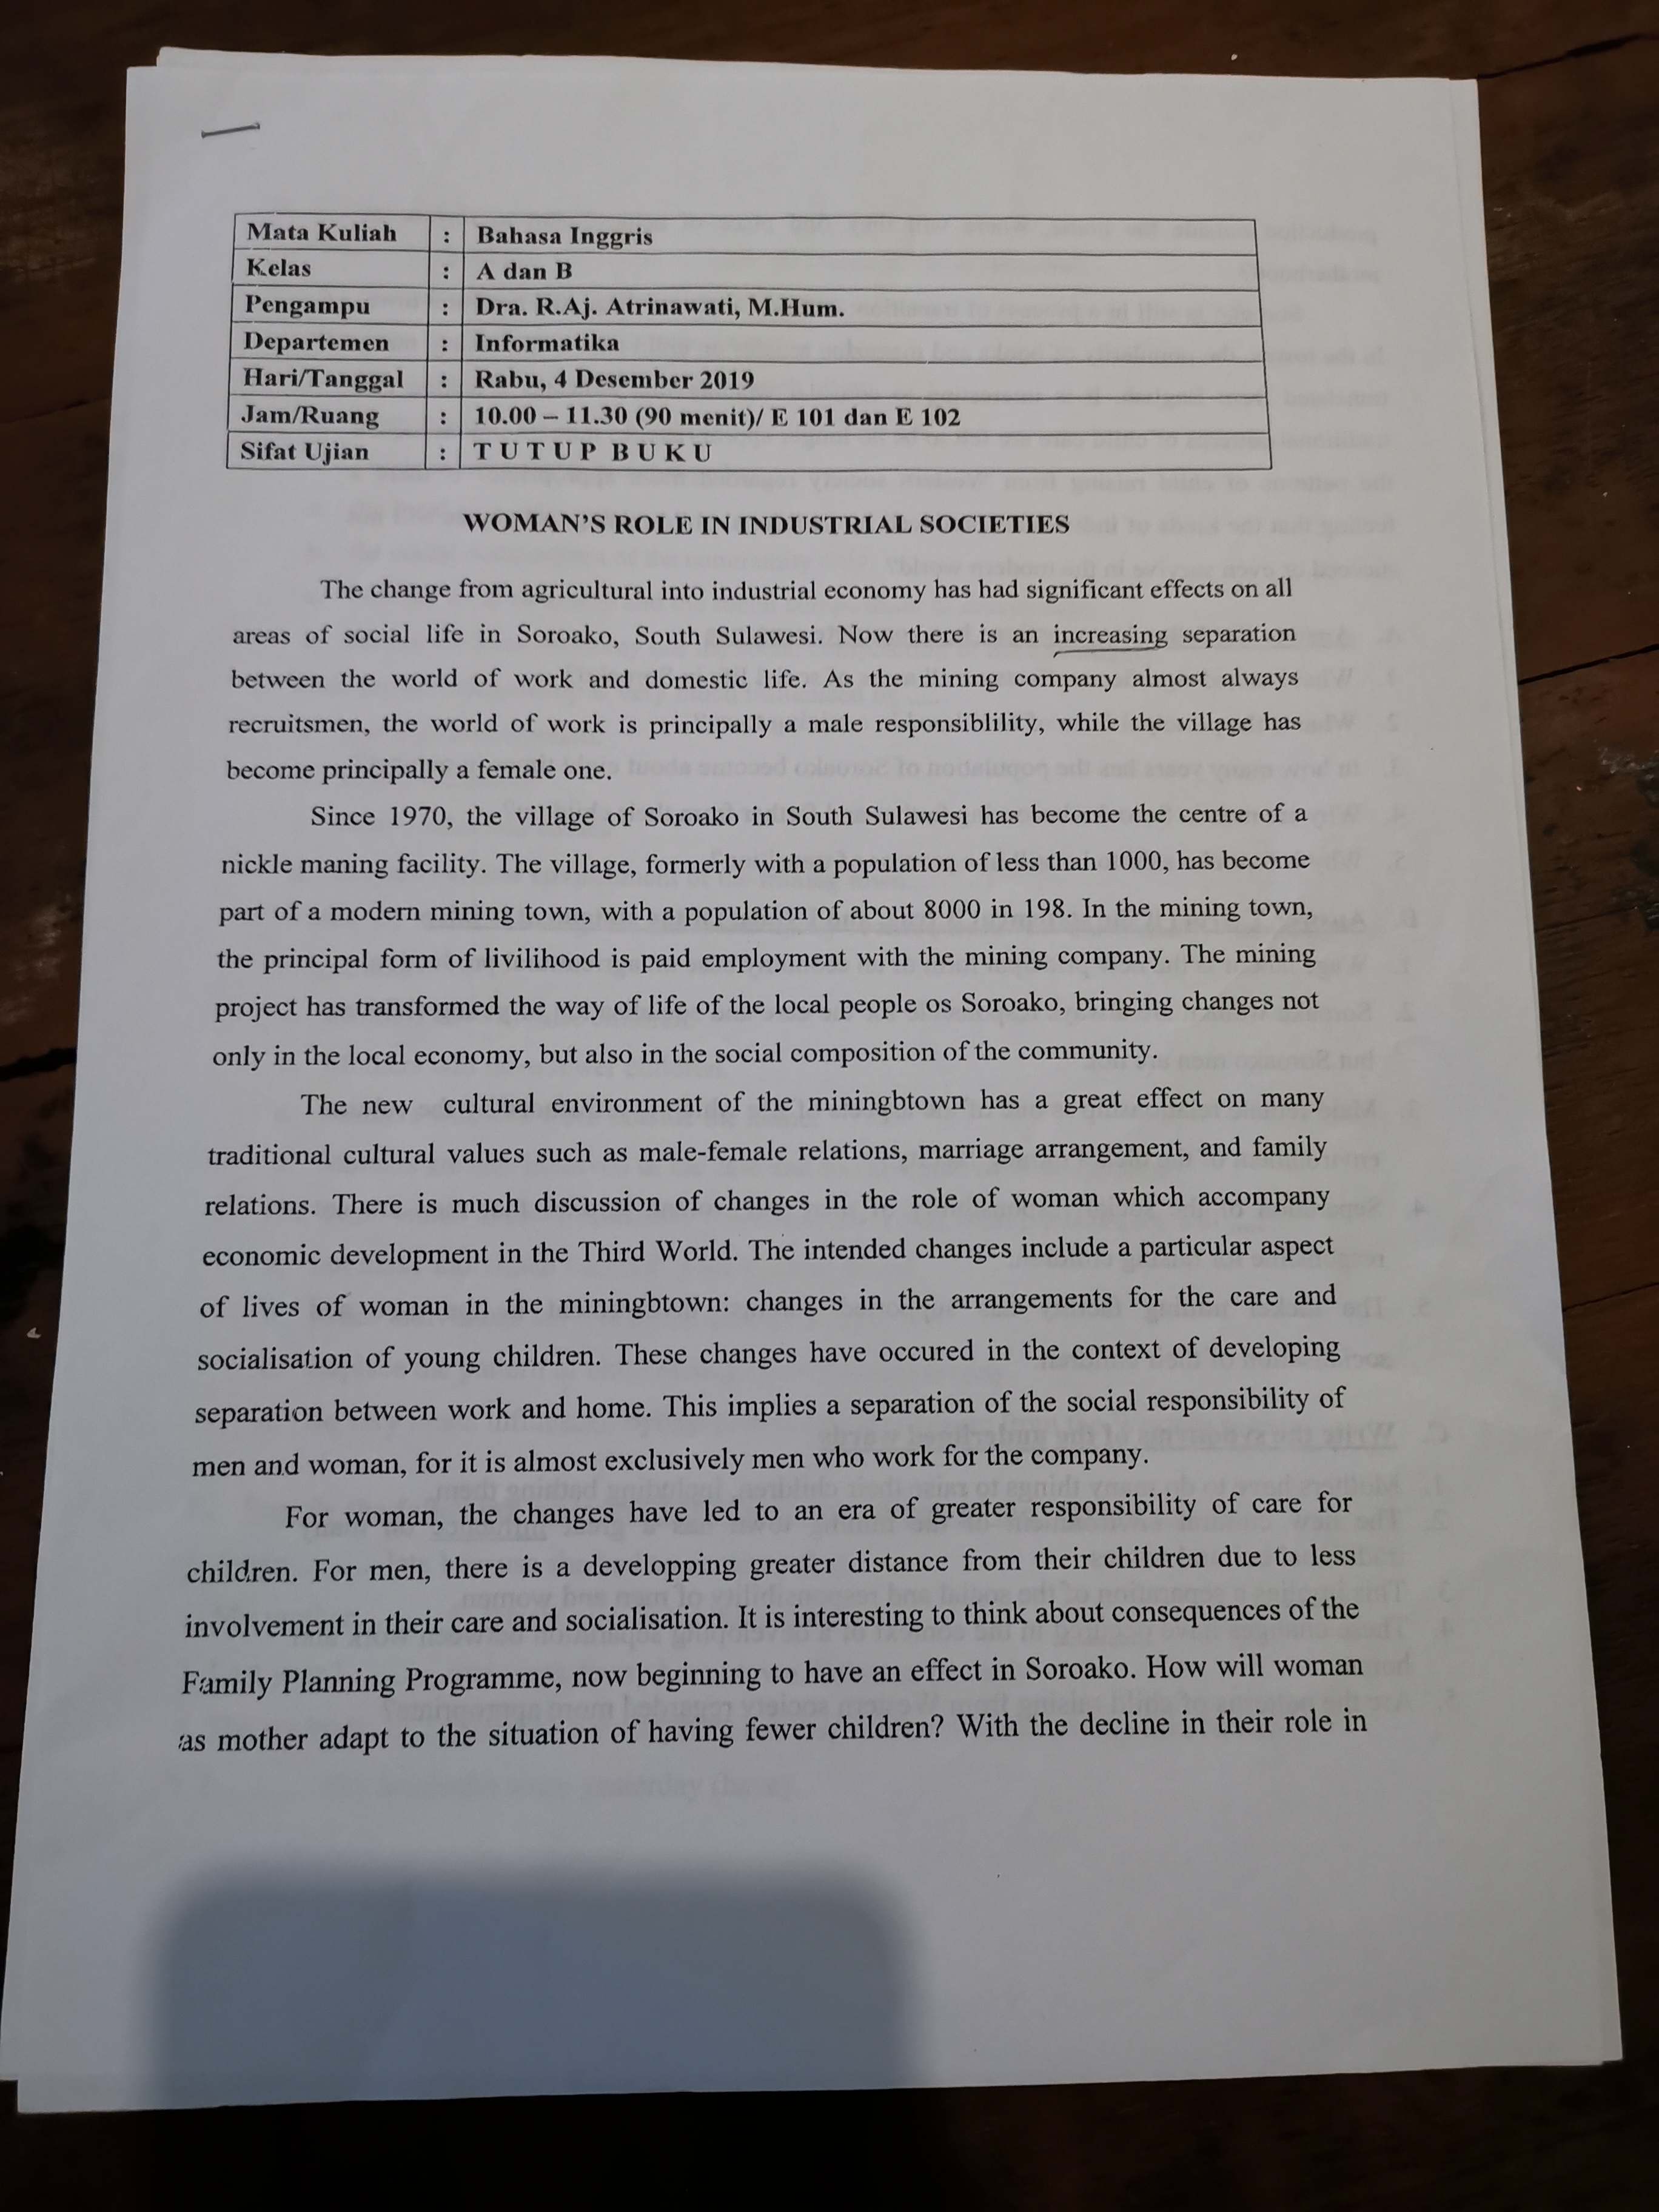 Mata Kuliah : Bahasa Inggris
Kelas : A dan B
Pengampu : Dra. R.Aj. Atrinawati, M.Hum.
Departemen : Informatika
Hari/Tanggal : Rabu, 4 Desember 2019
Jam/Ruang : 10.00 – 11.30 (90 menit)/ E 101 dan E 102
Sifat Ujian : T U T U P B U K U
WOMAN'S ROLE IN INDUSTRIAL SOCIETIES
The change from agricultural into industrial economy has had significant effects on all
areas of social life in Soroako, South Sulawesi. Now there is an increasing separation
between the world of work and domestic life. As the mining company almost always
recruitsmen, the world of work is principally a male responsiblility, while the village has
become principally a female one.
Since 1970, the village of Soroako in South Sulawesi has become the centre of a
nickle maning facility. The village, formerly with a population of less than 1000, has become
part of a modern mining town, with a population of about 8000 in 198. In the mining town,
the principal form of livilihood is paid employment with the mining company. The mining
project has transformed the way of life of the local people os Soroako, bringing changes not
only in the local economy, but also in the social composition of the community.
The new cultural environment of the miningbtown has a great effect on many
traditional cultural values such as male-female relations, marriage arrangement, and family
relations. There is much discussion of changes in the role of woman which accompany
economic development in the Third World. The intended changes include a particular aspect
of lives of woman in the miningbtown: changes in the arrangements for the care and
socialisation of young children. These changes have occured in the context of developing
separation between work and home. This implies a separation of the social responsibility of
men and woman, for it is almost exclusively men who work for the company.
For woman, the changes have led to an era of greater responsibility of care for
children. For men, there is a developping greater distance from their children due to less
involvement in their care and socialisation. It is interesting to think about consequences of the
Family Planning Programme, now beginning to have an effect in Soroako. How will woman
as mother adapt to the situation of having fewer children? With the decline in their role in